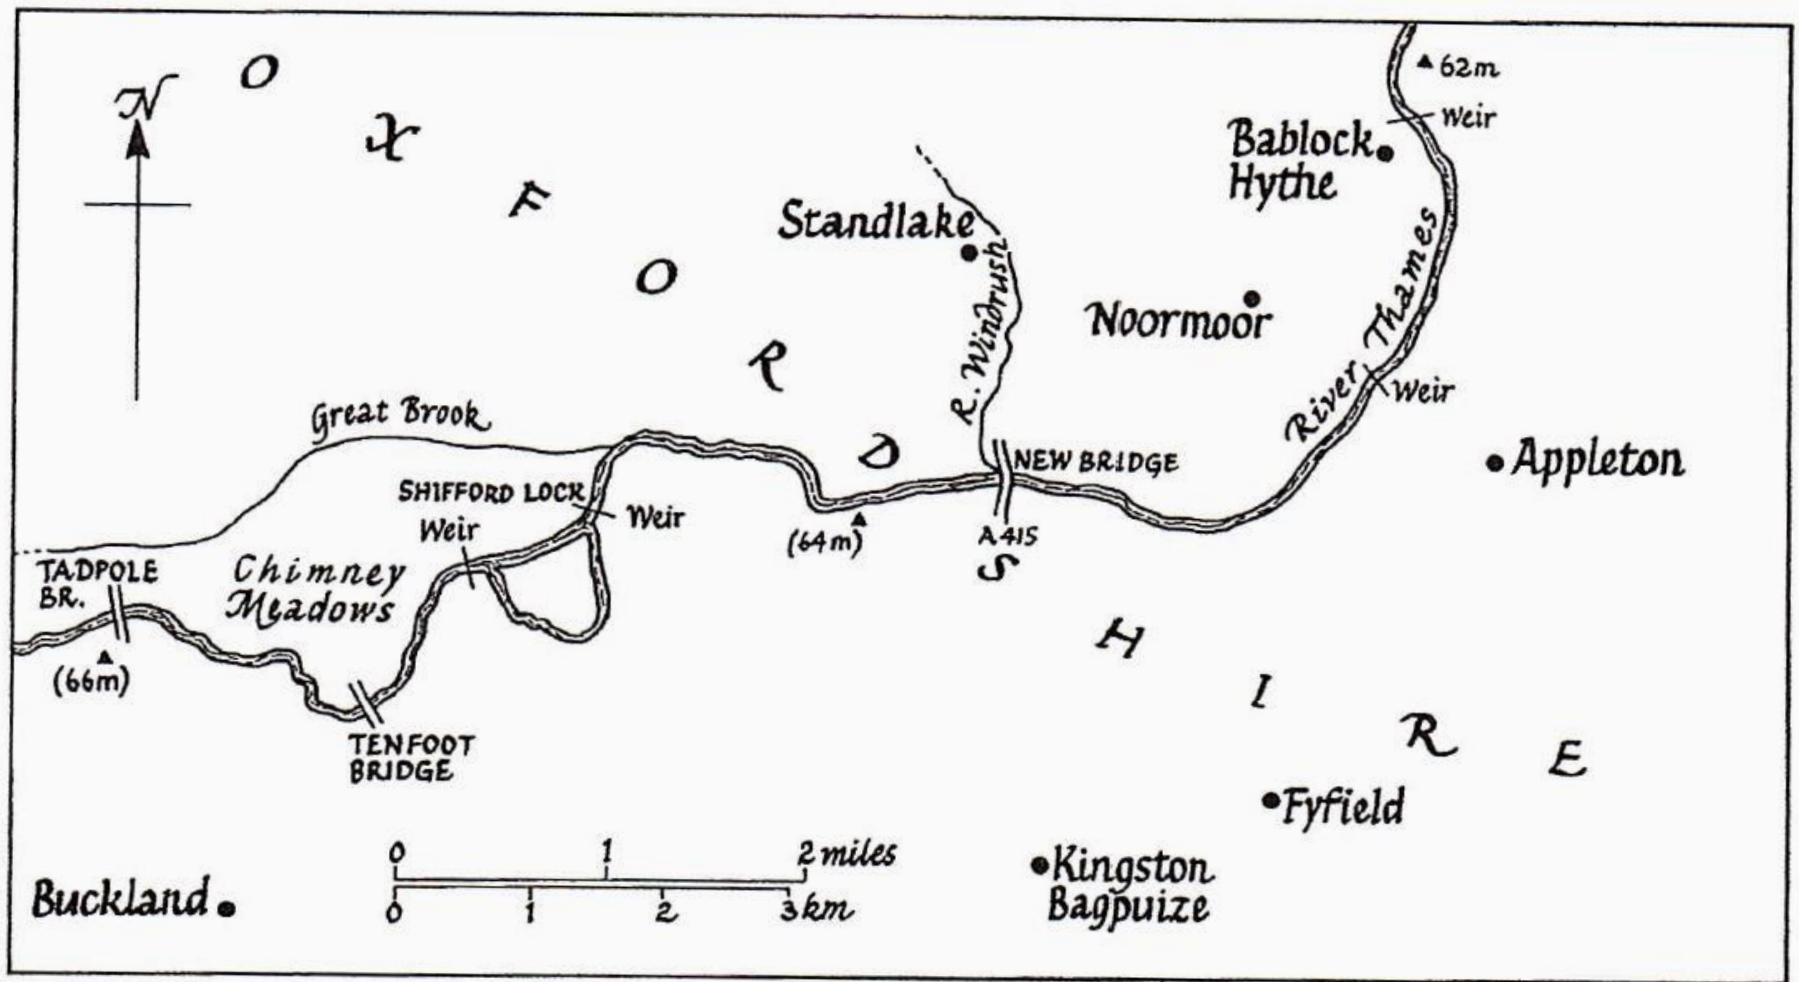 N
O X F O R D S H I R E
62m
Weir
Bablock
Hythe
Standlake
R. Windrush
Noormoor
River Thames
Weir
Great Brook
NEW BRIDGE
Appleton
SHIFFORD LOCK
Weir
Weir
(64m)
A415
TADPOLE
BR.
Chimney
Meadows
(66m)
TENFOOT
BRIDGE
Fyfield
0 1 2 miles
0 1 2 3km
Kingston
Bagpuize
Buckland